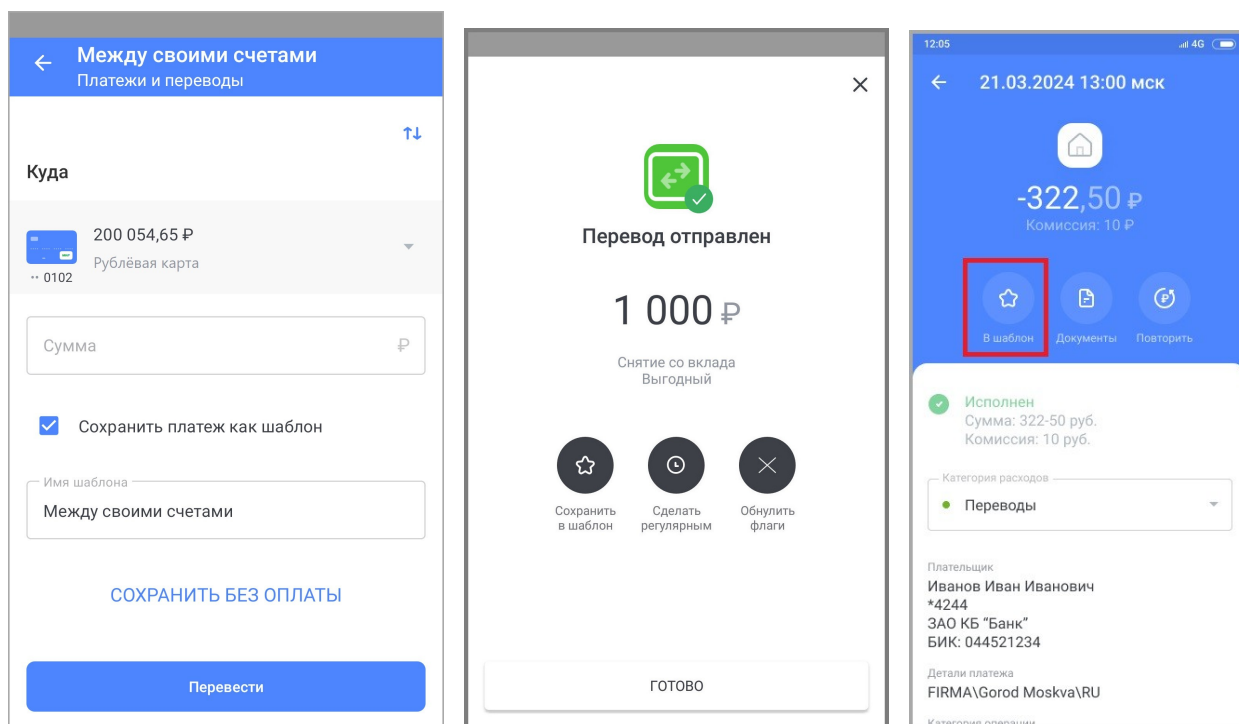 Между своими счетами
Платежи и переводы
Куда
200 054,65 ₽
Рублёвая карта
·· 0102
Сумма ₽
Сохранить платеж как шаблон
Имя шаблона
Между своими счетами
СОХРАНИТЬ БЕЗ ОПЛАТЫ
Перевести
Перевод отправлен
1 000 ₽
Снятие со вклада
Выгодный
Сохранить
в шаблон
Сделать
регулярным
Обнулить
флаги
ГОТОВО
12:05 4G
21.03.2024 13:00 мск
-322,50 ₽
Комиссия: 10 ₽
В шаблон Документы Повторить
Исполнен
Сумма: 322-50 руб.
Комиссия: 10 руб.
Категория расходов
Переводы
Плательщик
Иванов Иван Иванович
*4244
ЗАО КБ "Банк"
БИК: 044521234
Детали платежа
FIRMA\Gorod Moskva\RU
Категория операции